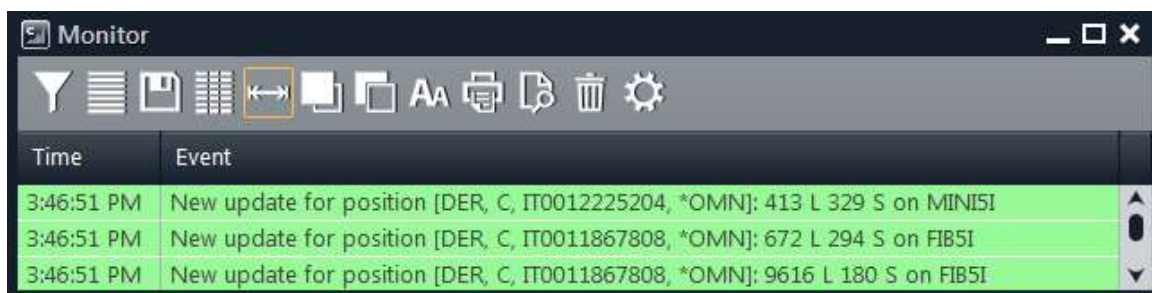 Monitor
Time Event
3:46:51 PM New update for position [DER, C, IT0012225204, *OMN]: 413 L 329 S on MINI5I
3:46:51 PM New update for position [DER, C, IT0011867808, *OMN]: 672 L 294 S on FIB5I
3:46:51 PM New update for position [DER, C, IT0011867808, *OMN]: 9616 L 180 S on FIB5I